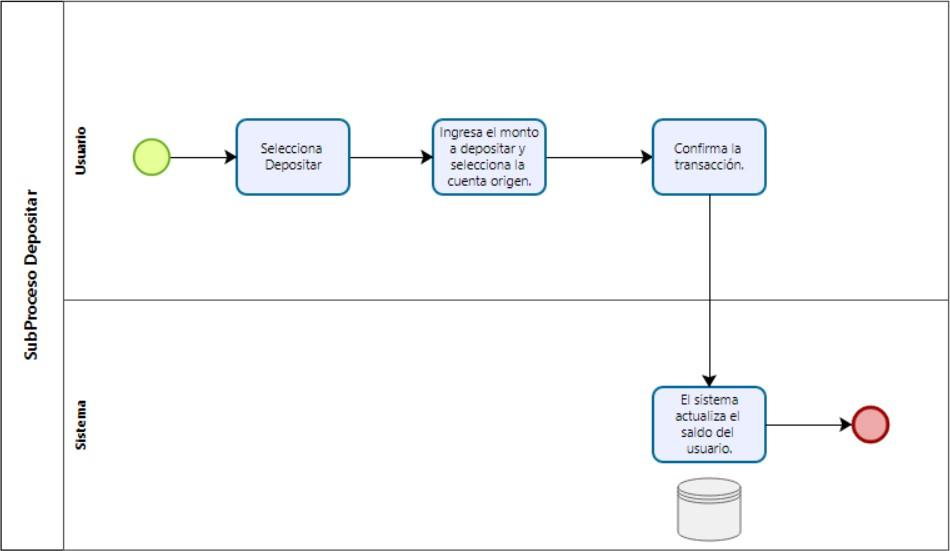 SubProceso Depositar
Usuario
Selecciona
Depositar
Ingresa el monto
a depositar y
selecciona la
cuenta origen.
Confirma la
transacción.
Sistema
El sistema
actualiza el
saldo del
usuario.